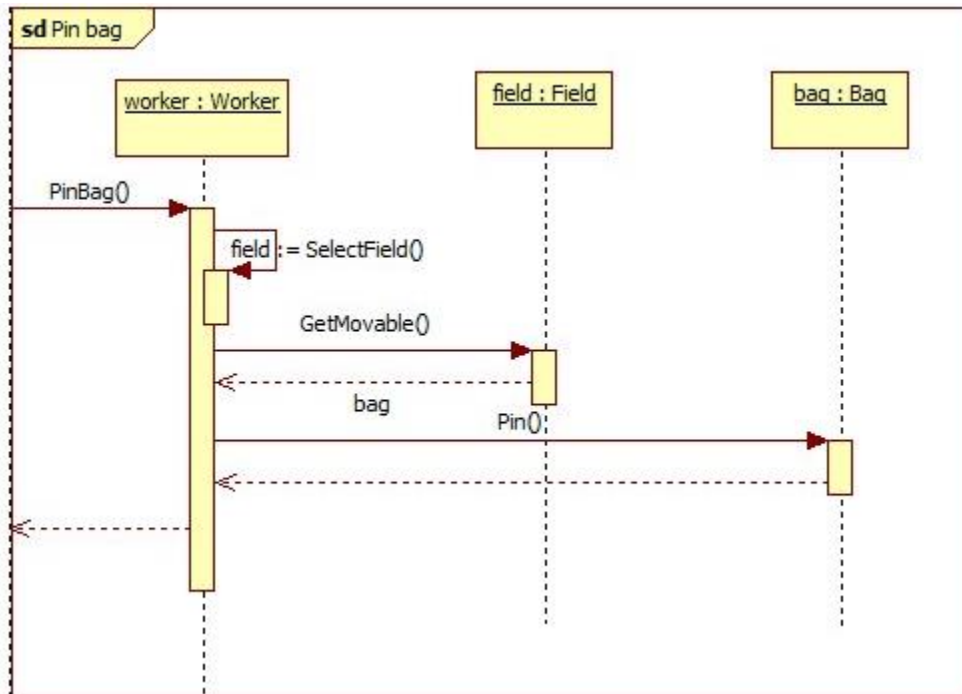 sd Pin bag
worker : Worker
field : Field
bag : Bag
PinBag()
field := SelectField()
GetMovable()
bag
Pin()